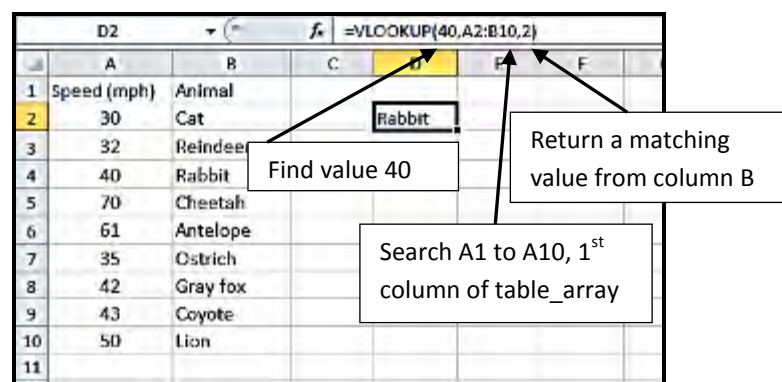 D2 fx =VLOOKUP(40,A2:B10,2)
A B C D E F
1 Speed (mph) Animal
2 30 Cat Rabbit
3 32 Reindeer
4 40 Rabbit
5 70 Cheetah
6 61 Antelope
7 35 Ostrich
8 42 Gray fox
9 43 Coyote
10 50 Lion
11
Find value 40
Return a matching
value from column B
Search A1 to A10, 1st
column of table_array